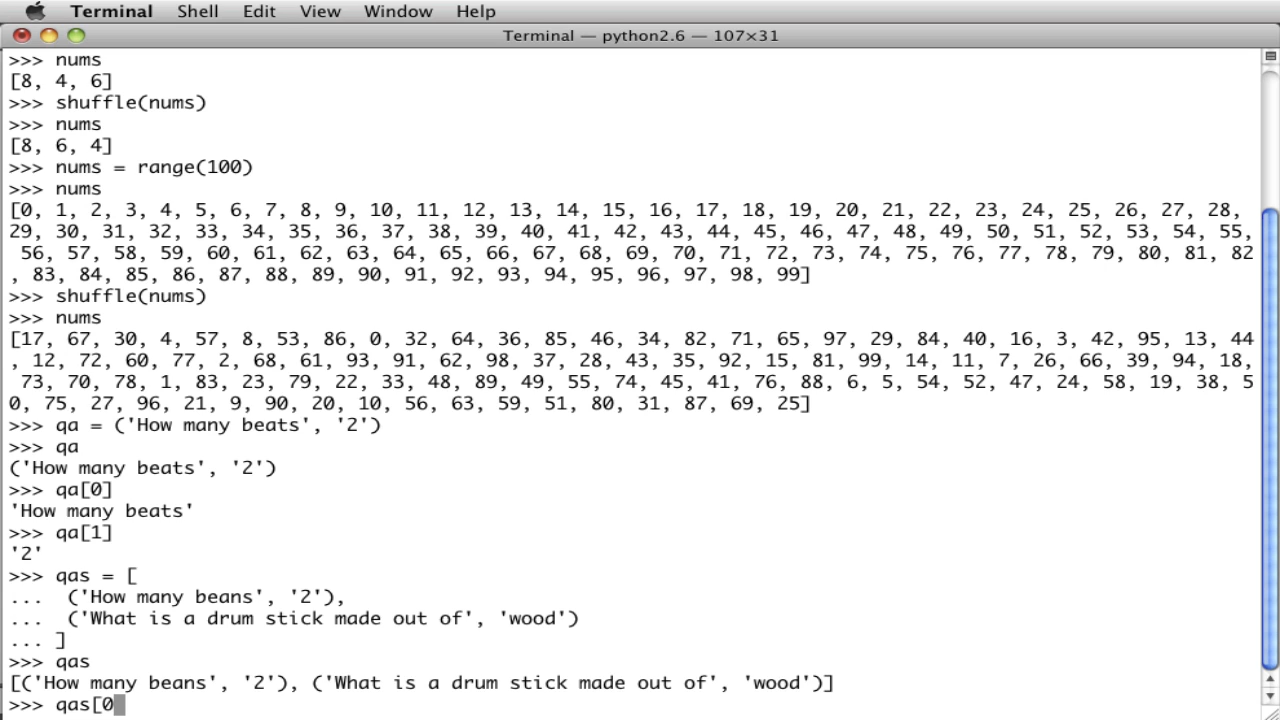 Terminal Shell Edit View Window Help
Terminal — python2.6 — 107×31
>>> nums
[8, 4, 6]
>>> shuffle(nums)
>>> nums
[8, 6, 4]
>>> nums = range(100)
>>> nums
[0, 1, 2, 3, 4, 5, 6, 7, 8, 9, 10, 11, 12, 13, 14, 15, 16, 17, 18, 19, 20, 21, 22, 23, 24, 25, 26, 27, 28,
29, 30, 31, 32, 33, 34, 35, 36, 37, 38, 39, 40, 41, 42, 43, 44, 45, 46, 47, 48, 49, 50, 51, 52, 53, 54, 55,
 56, 57, 58, 59, 60, 61, 62, 63, 64, 65, 66, 67, 68, 69, 70, 71, 72, 73, 74, 75, 76, 77, 78, 79, 80, 81, 82
, 83, 84, 85, 86, 87, 88, 89, 90, 91, 92, 93, 94, 95, 96, 97, 98, 99]
>>> shuffle(nums)
>>> nums
[17, 67, 30, 4, 57, 8, 53, 86, 0, 32, 64, 36, 85, 46, 34, 82, 71, 65, 97, 29, 84, 40, 16, 3, 42, 95, 13, 44
, 12, 72, 60, 77, 2, 68, 61, 93, 91, 62, 98, 37, 28, 43, 35, 92, 15, 81, 99, 14, 11, 7, 26, 66, 39, 94, 18,
 73, 70, 78, 1, 83, 23, 79, 22, 33, 48, 89, 49, 55, 74, 45, 41, 76, 88, 6, 5, 54, 52, 47, 24, 58, 19, 38, 5
0, 75, 27, 96, 21, 9, 90, 20, 10, 56, 63, 59, 51, 80, 31, 87, 69, 25]
>>> qa = ('How many beats', '2')
>>> qa
('How many beats', '2')
>>> qa[0]
'How many beats'
>>> qa[1]
'2'
>>> qas = [
...  ('How many beans', '2'),
...  ('What is a drum stick made out of', 'wood')
... ]
>>> qas
[('How many beans', '2'), ('What is a drum stick made out of', 'wood')]
>>> qas[0